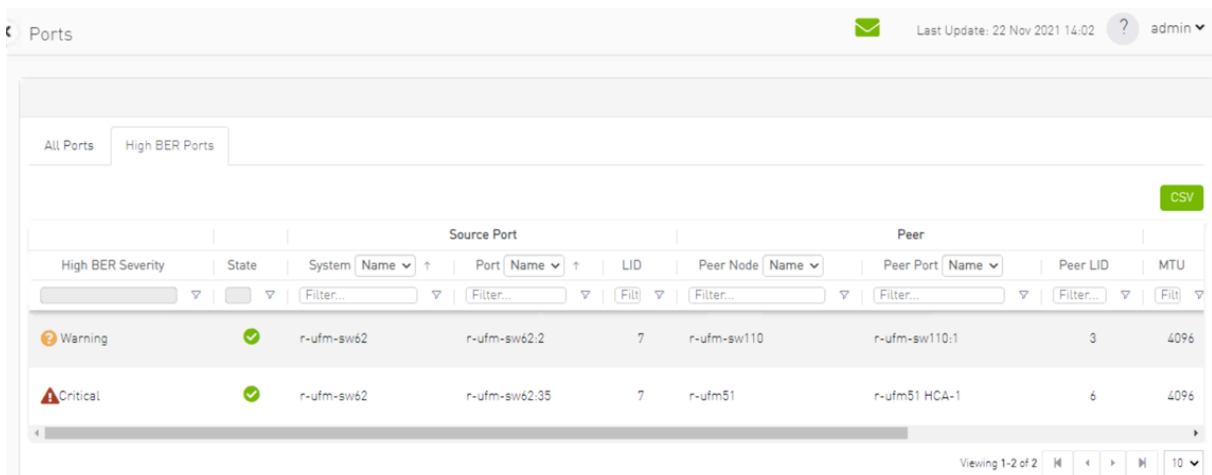 Ports Last Update: 22 Nov 2021 14:02 ? admin
All Ports High BER Ports
CSV
Source Port Peer
High BER Severity State System Name ↑ Port Name ↑ LID Peer Node Name Peer Port Name Peer LID MTU
Filter... Filter... Filt Filter... Filter... Filter... Filt
Warning r-ufm-sw62 r-ufm-sw62:2 7 r-ufm-sw110 r-ufm-sw110:1 3 4096
Critical r-ufm-sw62 r-ufm-sw62:35 7 r-ufm51 r-ufm51 HCA-1 6 4096
Viewing 1-2 of 2 10